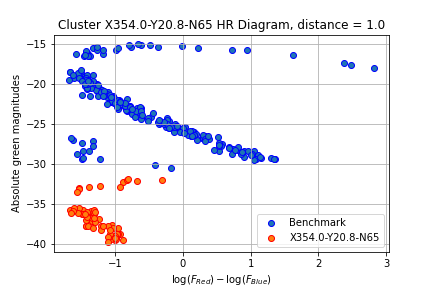 Cluster X354.0-Y20.8-N65 HR Diagram, distance = 1.0
Absolute green magnitudes
−15
−20
−25
−30
−35
−40
Benchmark
X354.0-Y20.8-N65
−1
0
1
2
3
log(F_Red) − log(F_Blue)